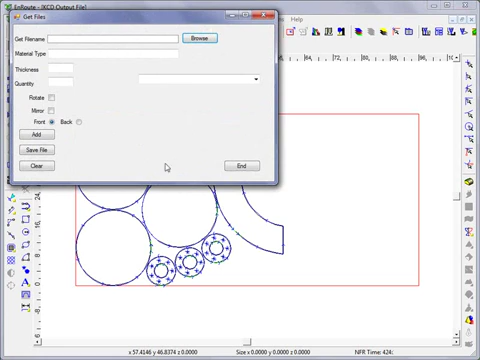 EnRoute - [KCD Output File]
Get Files
Help
Get Filename
Browse
Material Type
Thickness
Quantity
Rotate
Mirror
Front
Back
Add
Save File
Clear
End
x 57.4146 y 46.8374 z 0.0000
Size x 0.0000 y 0.0000 z 0.0000
NFR Time: 424: